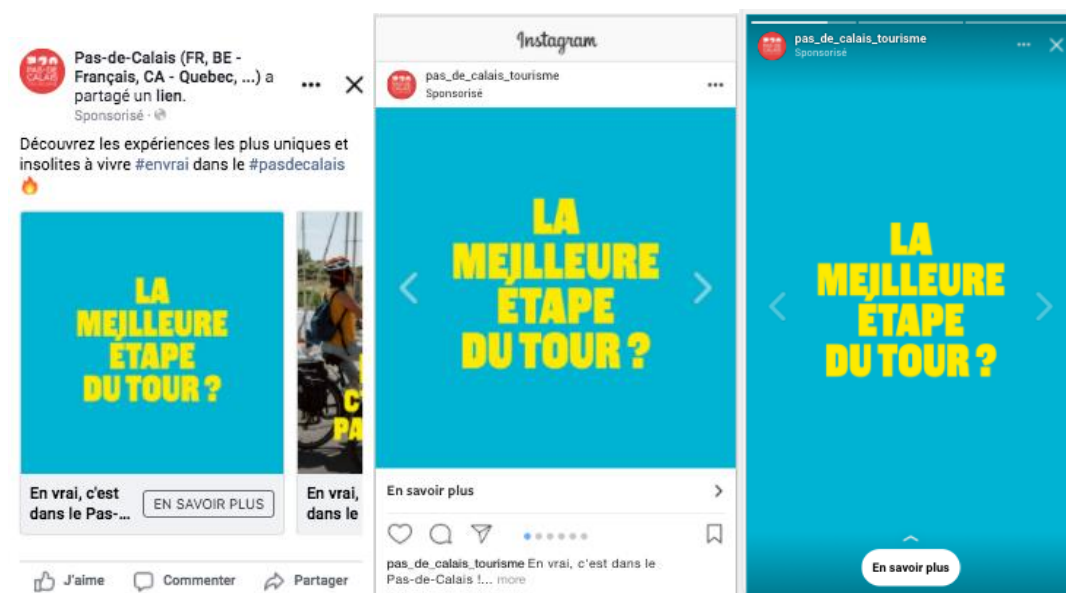 Pas-de-Calais (FR, BE -
Français, CA - Quebec, ...) a
partagé un lien.
Sponsorisé ·
Découvrez les expériences les plus uniques et
insolites à vivre #envrai dans le #pasdecalais
🔥
LA
MEILLEURE
ÉTAPE
DU TOUR ?
En vrai, c'est
dans le Pas-...
EN SAVOIR PLUS
C'
PA
En vrai,
dans le
J'aime
Commenter
Partager
Instagram
pas_de_calais_tourisme
Sponsorisé
LA
MEILLEURE
ÉTAPE
DU TOUR ?
En savoir plus
pas_de_calais_tourisme En vrai, c'est dans le
Pas-de-Calais !... more
pas_de_calais_tourisme
Sponsorisé
LA
MEILLEURE
ÉTAPE
DU TOUR ?
En savoir plus